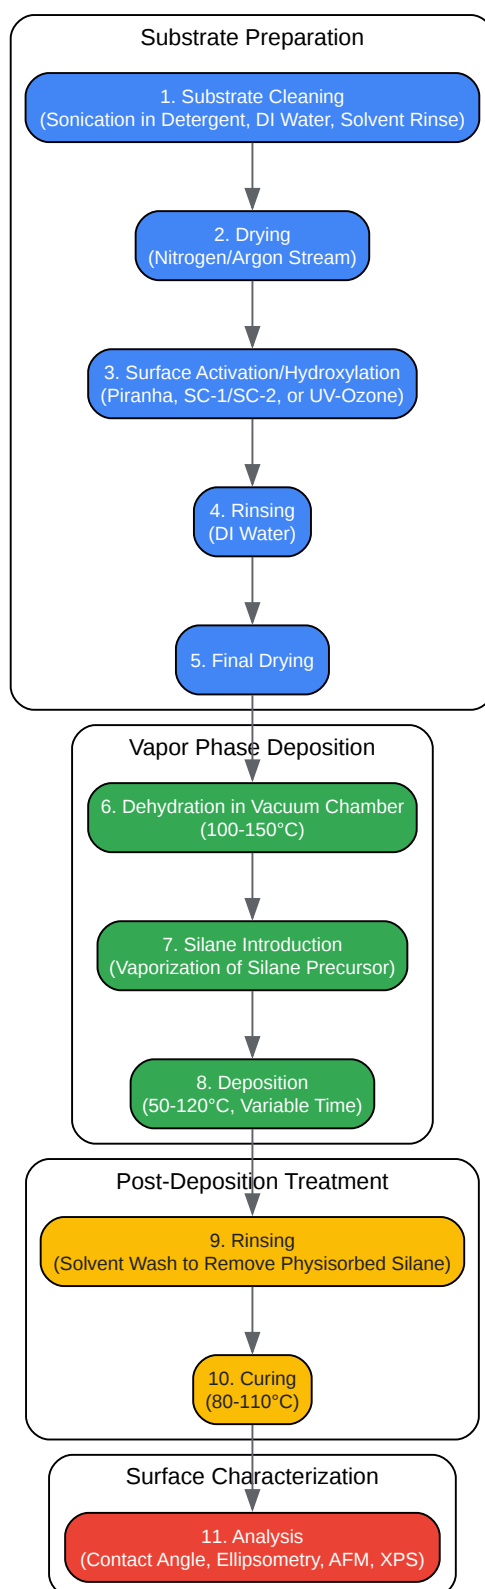 Substrate Preparation
1. Substrate Cleaning
(Sonication in Detergent, DI Water, Solvent Rinse)
2. Drying
(Nitrogen/Argon Stream)
3. Surface Activation/Hydroxylation
(Piranha, SC-1/SC-2, or UV-Ozone)
4. Rinsing
(DI Water)
5. Final Drying
Vapor Phase Deposition
6. Dehydration in Vacuum Chamber
(100-150°C)
7. Silane Introduction
(Vaporization of Silane Precursor)
8. Deposition
(50-120°C, Variable Time)
Post-Deposition Treatment
9. Rinsing
(Solvent Wash to Remove Physisorbed Silane)
10. Curing
(80-110°C)
Surface Characterization
11. Analysis
(Contact Angle, Ellipsometry, AFM, XPS)